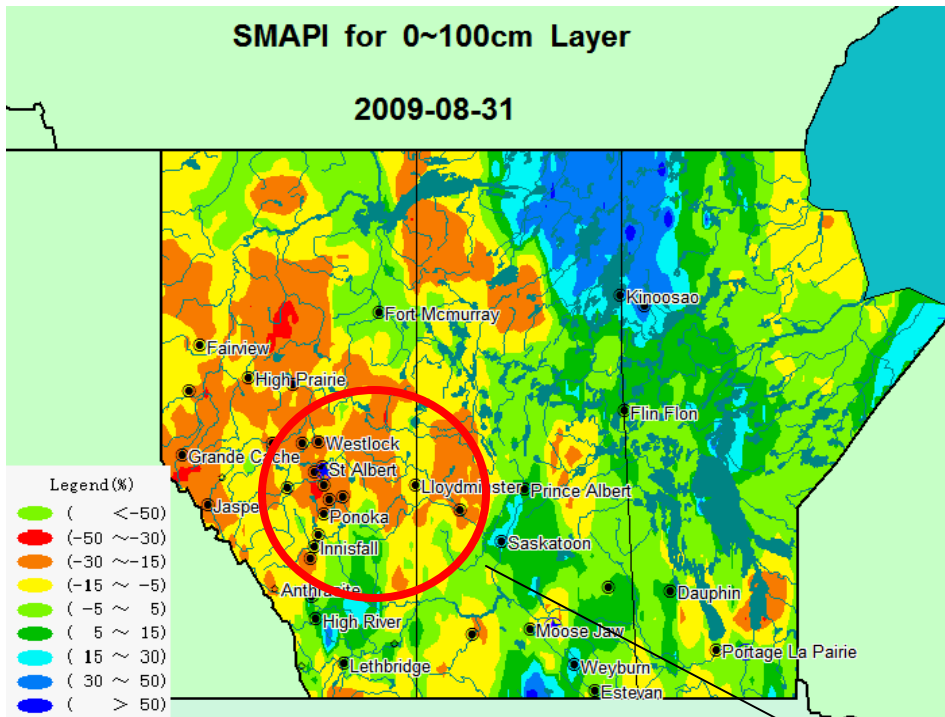 SMAPI for 0~100cm Layer
2009-08-31
Kinoosao
Fort Mcmurray
Fairview
High Prairie
Flin Flon
Westlock
Grande Cache
St Albert
Lloydminster
Prince Albert
Jaspe
Ponoka
Saskatoon
Innisfall
Anthracite
Dauphin
High River
Moose Jaw
Portage La Pairie
Lethbridge
Weyburn
Estevan
Legend(%)
( <-50)
(-50 ~-30)
(-30 ~-15)
(-15 ~ -5)
( -5 ~ 5)
( 5 ~ 15)
( 15 ~ 30)
( 30 ~ 50)
( > 50)